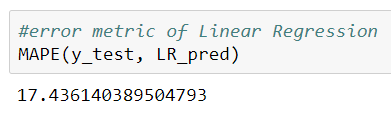 #error metric of Linear Regression
MAPE(y_test, LR_pred)
17.436140389504793